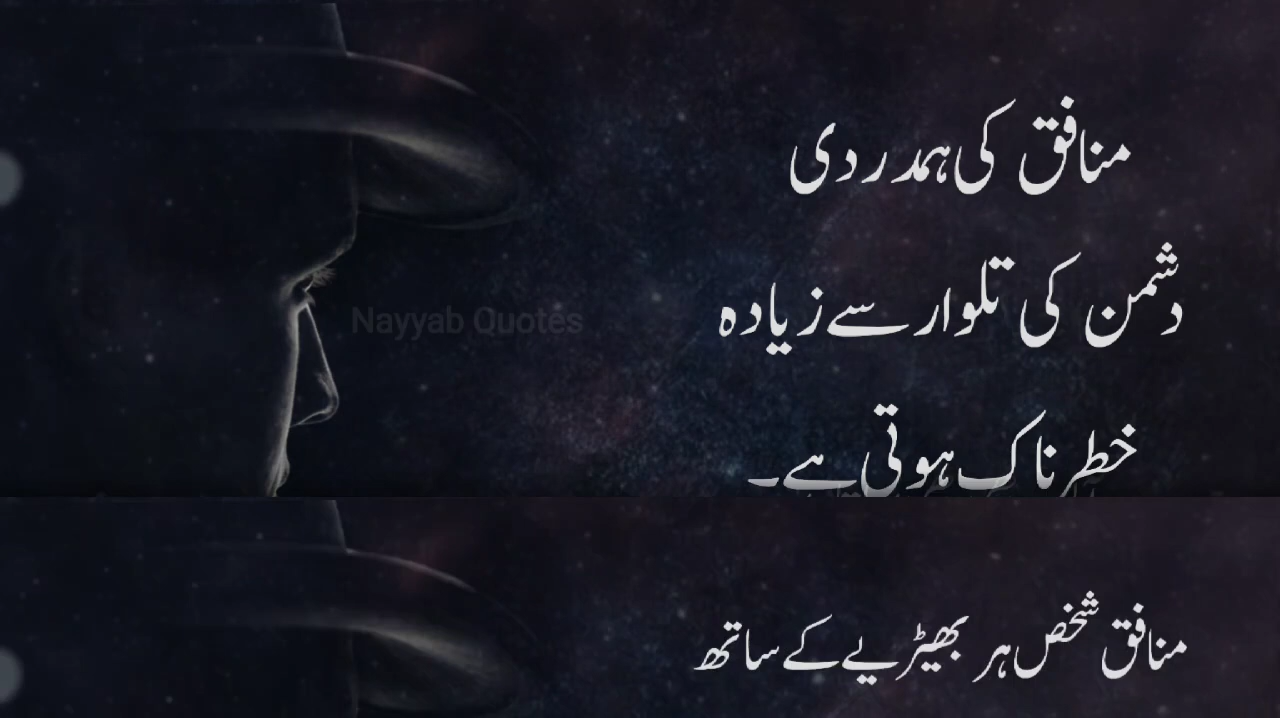 منافق کی ہمدردی
دشمن کی تلوار سے زیادہ
Nayyab Quotes
خطرناک ہوتی ہے۔
منافق شخص ہر بھیڑیے کے ساتھ